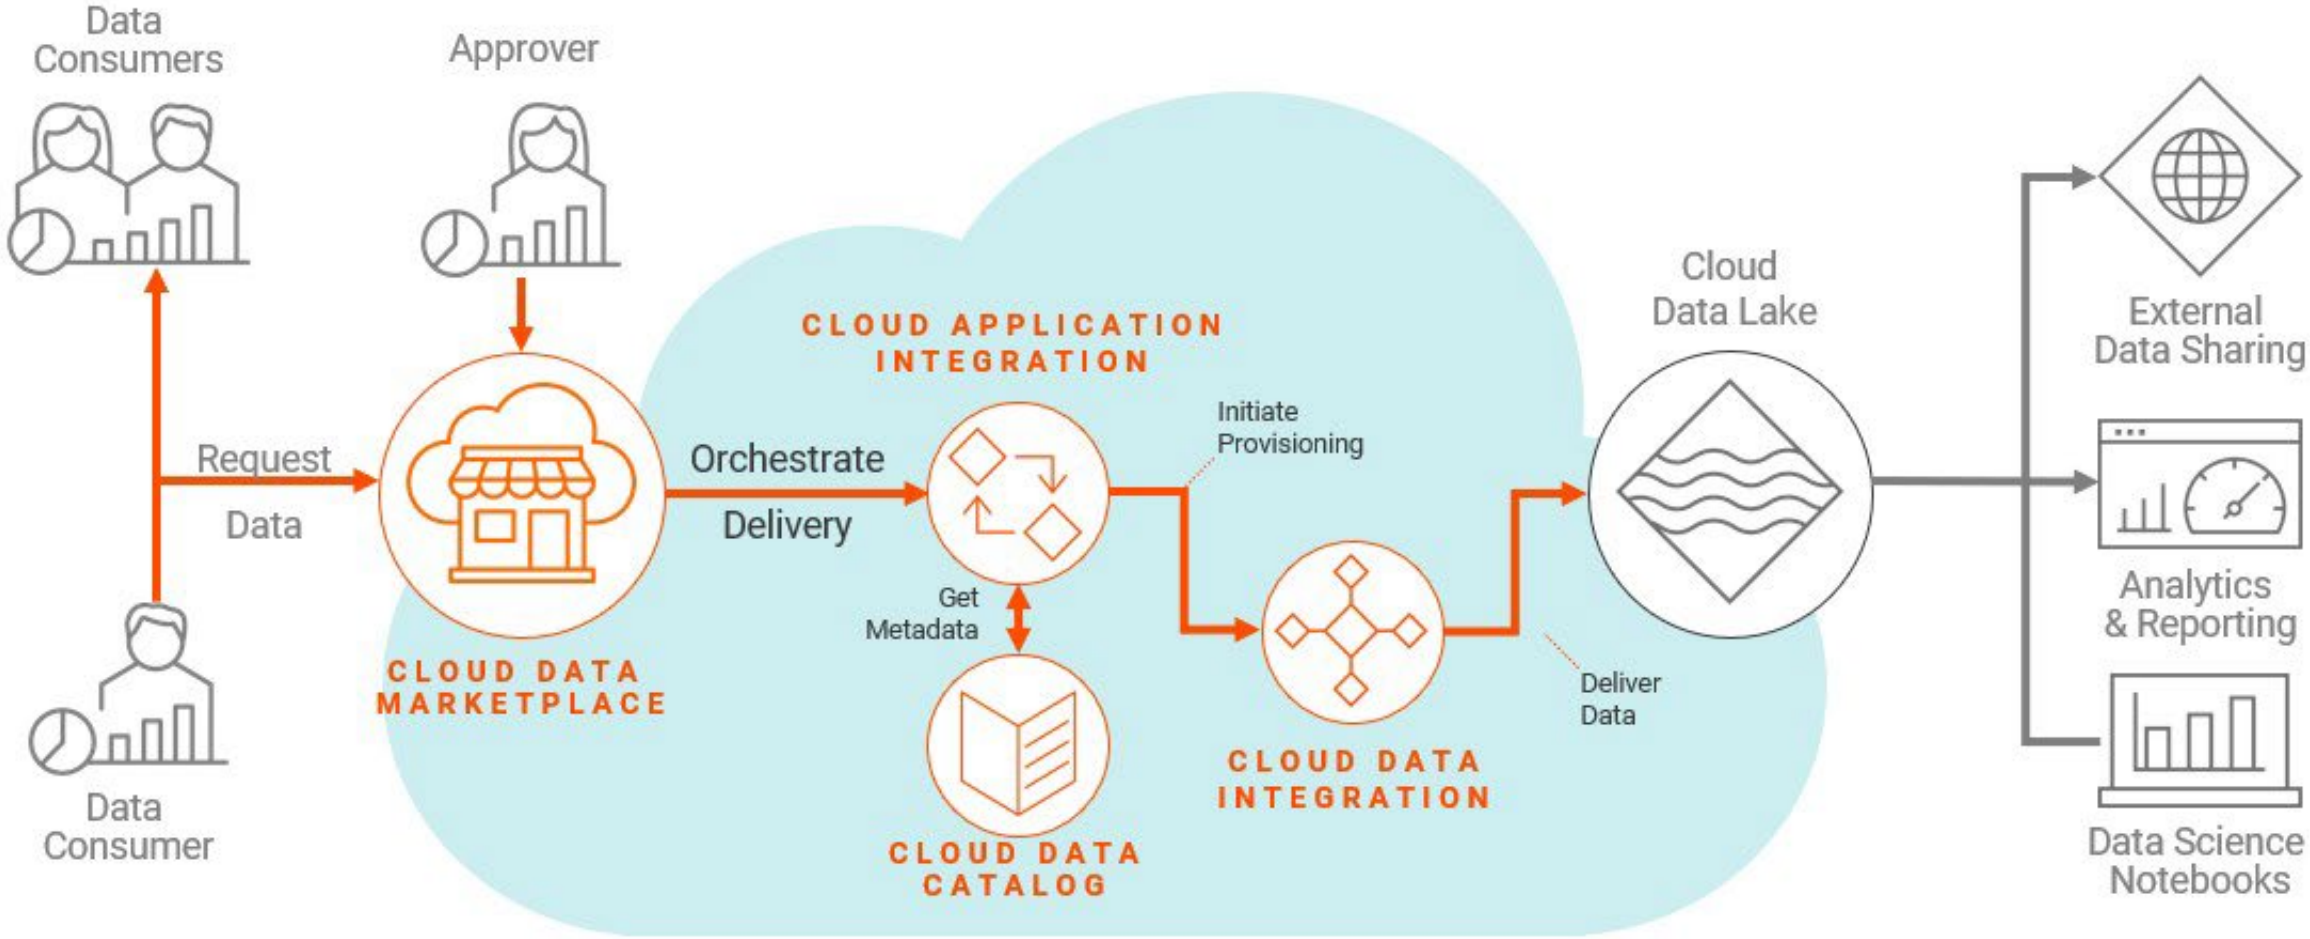 Data
Consumers
Approver
Request
Data
Data
Consumer
CLOUD DATA
MARKETPLACE
Orchestrate
Delivery
CLOUD APPLICATION
INTEGRATION
Get
Metadata
CLOUD DATA
CATALOG
Initiate
Provisioning
CLOUD DATA
INTEGRATION
Deliver
Data
Cloud
Data Lake
External
Data Sharing
Analytics
& Reporting
Data Science
Notebooks